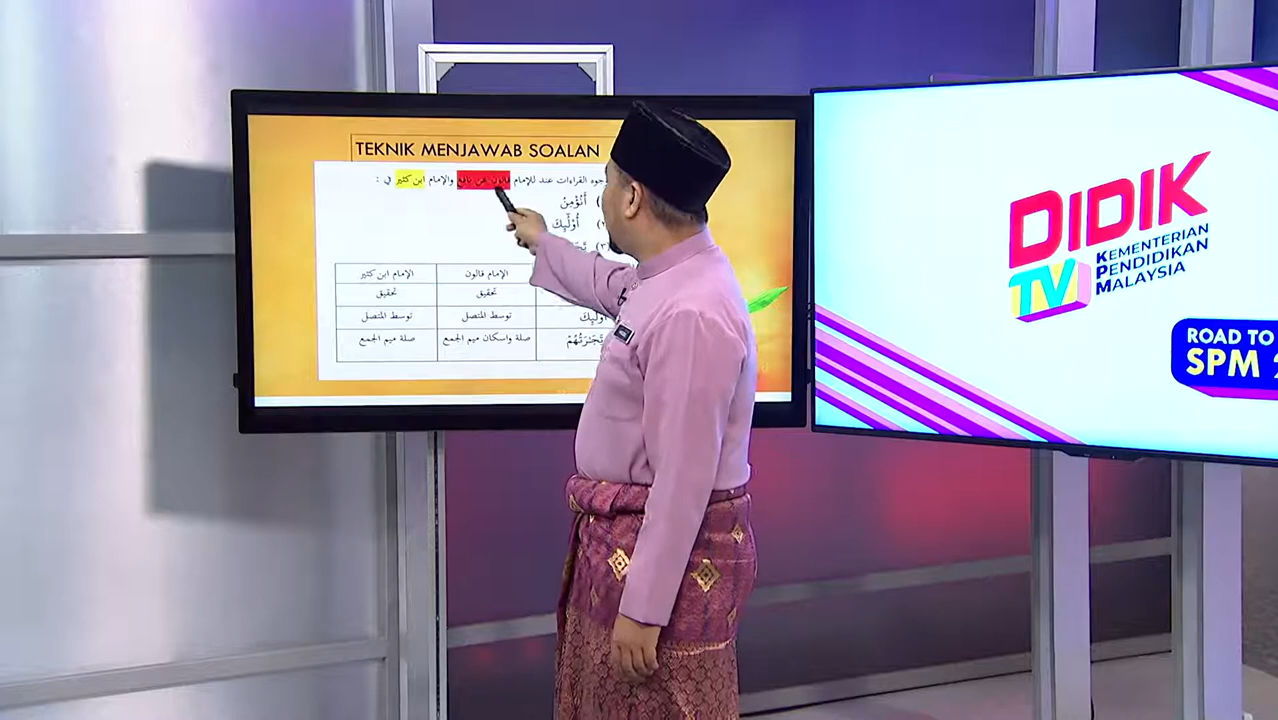 TEKNIK MENJAWAB SOALAN
وجوه القراءات عند للإمام قالون عن نافع والإمام ابن كثير في :
أَنُؤْمِنُ
أُوْلَٰٓئِكَ
الإمام قالون الإمام ابن كثير
تحقيق تحقيق
أُوْلَٰٓئِكَ توسط المتصل توسط المتصل
تِّجَٰرَتُهُمْ صلة واسكان ميم الجمع صلة ميم الجمع
DIDIK
TV
KEMENTERIAN
PENDIDIKAN
MALAYSIA
ROAD TO
SPM